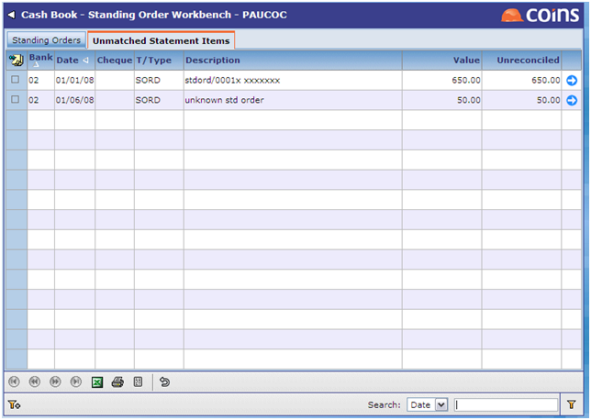 Cash Book - Standing Order Workbench - PAUCOC
COINS
Standing Orders Unmatched Statement Items
Bank Date Cheque T/Type Description Value Unreconciled
02 01/01/08 SORD stdord/0001x xxxxxxx 650.00 650.00
02 01/06/08 SORD unknown std order 50.00 50.00
Search: Date